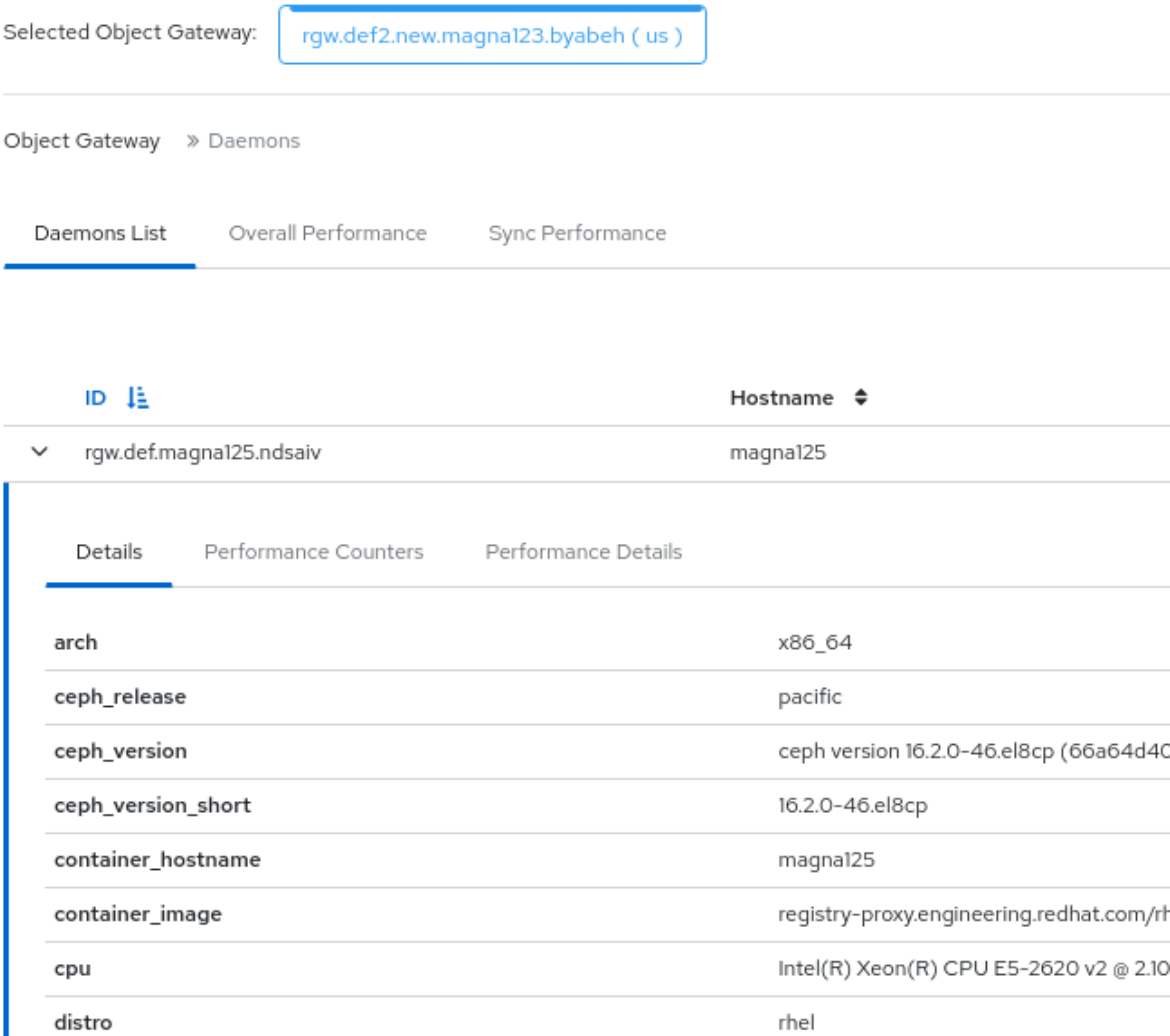 Selected Object Gateway: rgw.def2.new.magna123.byabeh ( us )
Object Gateway » Daemons
Daemons List Overall Performance Sync Performance
ID Hostname
rgw.def.magna125.ndsaiv magna125
Details Performance Counters Performance Details
arch x86_64
ceph_release pacific
ceph_version ceph version 16.2.0-46.el8cp (66a64d40
ceph_version_short 16.2.0-46.el8cp
container_hostname magna125
container_image registry-proxy.engineering.redhat.com/rh
cpu Intel(R) Xeon(R) CPU E5-2620 v2 @ 2.10
distro rhel